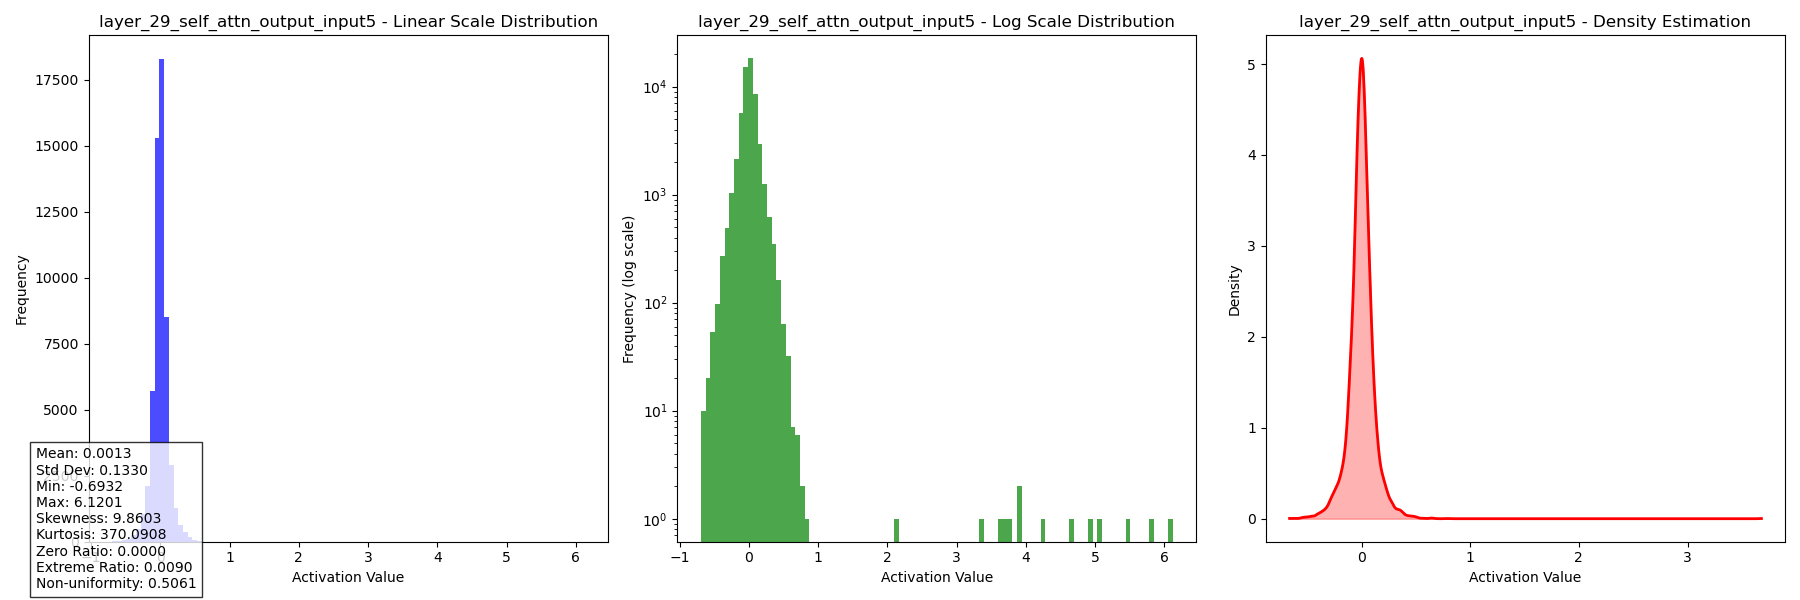 layer_29_self_attn_output_input5 - Linear Scale Distribution
Frequency
17500
15000
12500
10000
7500
5000
2500
0
−1
0
1
2
3
4
5
6
Activation Value
Mean: 0.0013
Std Dev: 0.1330
Min: -0.6932
Max: 6.1201
Skewness: 9.8603
Kurtosis: 370.0908
Zero Ratio: 0.0000
Extreme Ratio: 0.0090
Non-uniformity: 0.5061
layer_29_self_attn_output_input5 - Log Scale Distribution
Frequency (log scale)
10⁴
10³
10²
10¹
10⁰
−1
0
1
2
3
4
5
6
Activation Value
layer_29_self_attn_output_input5 - Density Estimation
Density
5
4
3
2
1
0
0
1
2
3
Activation Value